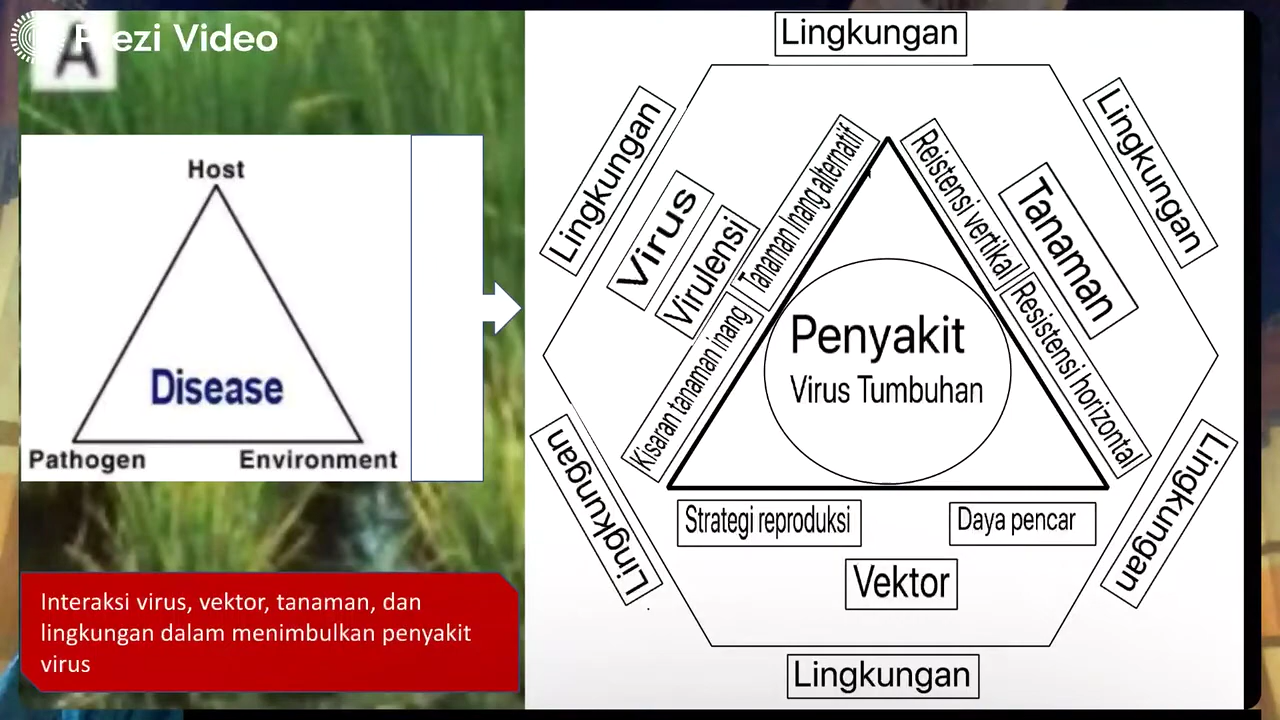 Prezi Video
A
Host
Disease
Pathogen Environment
Interaksi virus, vektor, tanaman, dan
lingkungan dalam menimbulkan penyakit
virus
Lingkungan
Lingkungan
Lingkungan
Virus
Virulensi
Tanaman Inang alternatif
Kisaran tanaman inang
Reistensi vertikal
Resistensi horizontal
Tanaman
Penyakit
Virus Tumbuhan
Lingkungan
Lingkungan
Strategi reproduksi
Daya pencar
Vektor
Lingkungan